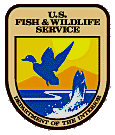 U.S.
FISH & WILDLIFE
SERVICE
DEPARTMENT OF THE INTERIOR